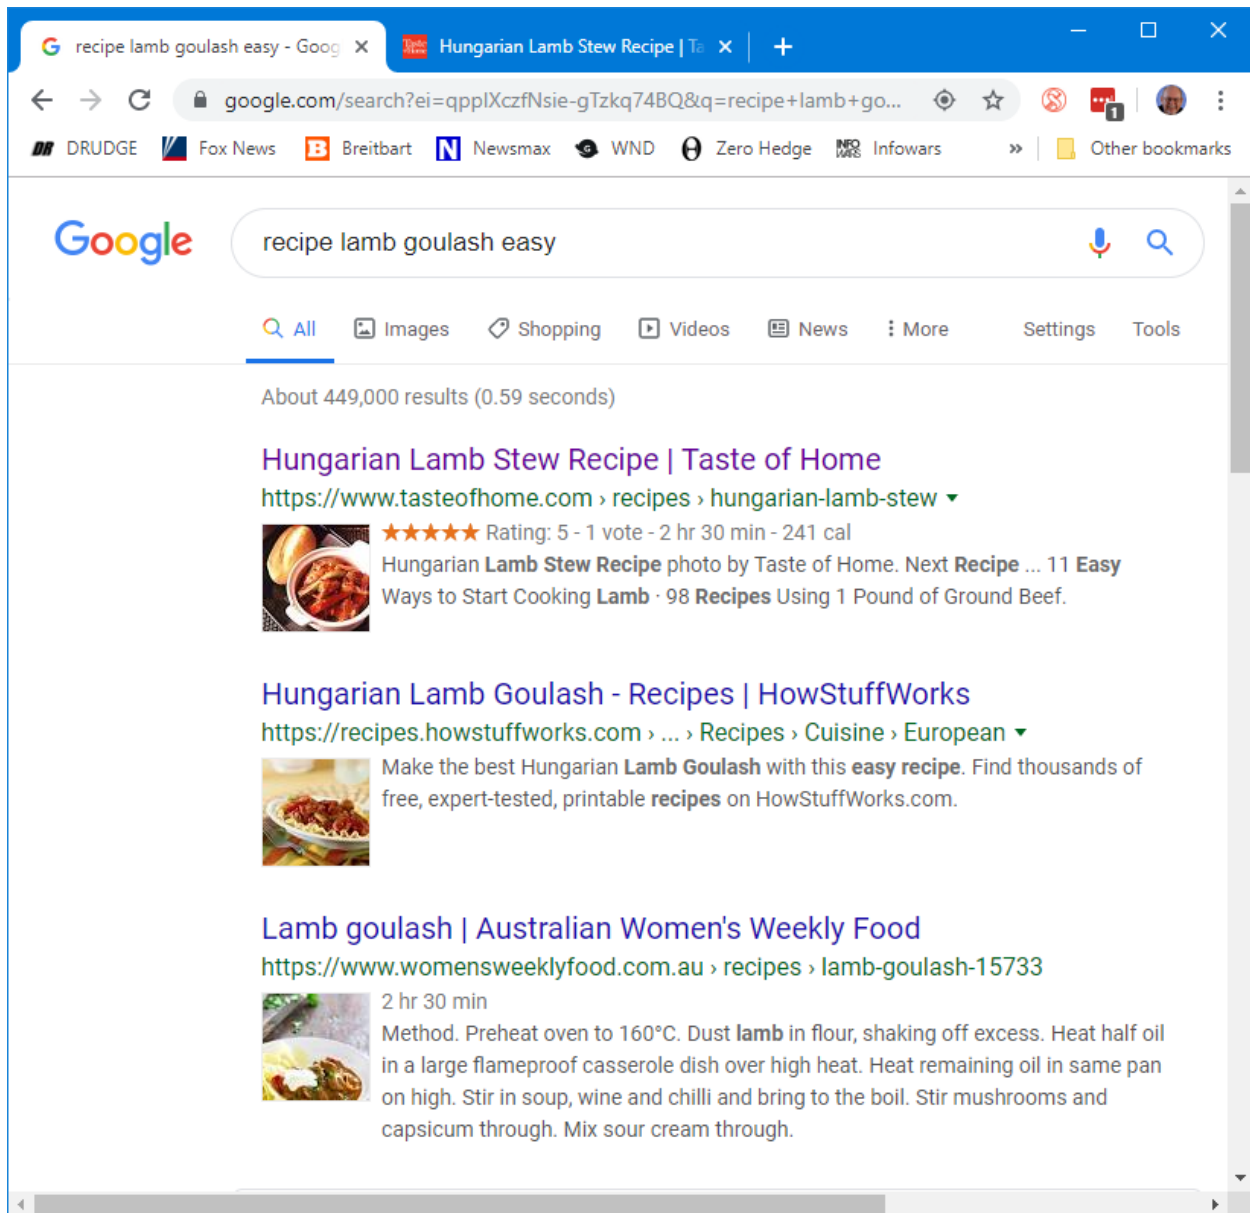 recipe lamb goulash easy - Goog
Hungarian Lamb Stew Recipe | Ta
google.com/search?ei=qppIXczfNsie-gTzkq74BQ&q=recipe+lamb+go...
1
DR DRUDGE Fox News B Breitbart N Newsmax WND Zero Hedge INFO WARS Infowars » Other bookmarks
Google recipe lamb goulash easy
All Images Shopping Videos News More Settings Tools
About 449,000 results (0.59 seconds)
Hungarian Lamb Stew Recipe | Taste of Home
https://www.tasteofhome.com › recipes › hungarian-lamb-stew
Rating: 5 - 1 vote - 2 hr 30 min - 241 cal
Hungarian Lamb Stew Recipe photo by Taste of Home. Next Recipe ... 11 Easy
Ways to Start Cooking Lamb · 98 Recipes Using 1 Pound of Ground Beef.
Hungarian Lamb Goulash - Recipes | HowStuffWorks
https://recipes.howstuffworks.com › ... › Recipes › Cuisine › European
Make the best Hungarian Lamb Goulash with this easy recipe. Find thousands of
free, expert-tested, printable recipes on HowStuffWorks.com.
Lamb goulash | Australian Women's Weekly Food
https://www.womensweeklyfood.com.au › recipes › lamb-goulash-15733
2 hr 30 min
Method. Preheat oven to 160°C. Dust lamb in flour, shaking off excess. Heat half oil
in a large flameproof casserole dish over high heat. Heat remaining oil in same pan
on high. Stir in soup, wine and chilli and bring to the boil. Stir mushrooms and
capsicum through. Mix sour cream through.